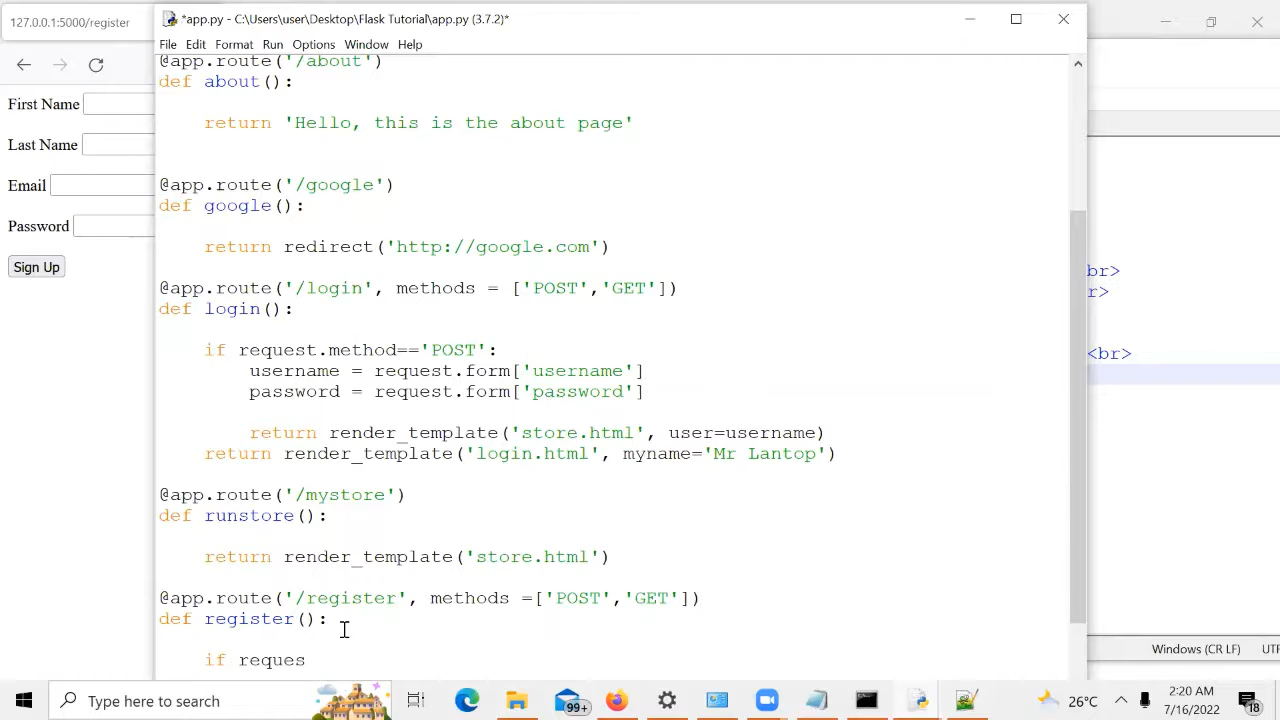 127.0.0.1:5000/register
*app.py - C:\Users\user\Desktop\Flask Tutorial\app.py (3.7.2)*
File Edit Format Run Options Window Help
First Name
Last Name
Email
Password
Sign Up
@app.route('/about')
def about():
return 'Hello, this is the about page'
@app.route('/google')
def google():
return redirect('http://google.com')
@app.route('/login', methods = ['POST','GET'])
def login():
if request.method=='POST':
username = request.form['username']
password = request.form['password']
return render_template('store.html', user=username)
return render_template('login.html', myname='Mr Lantop')
@app.route('/mystore')
def runstore():
return render_template('store.html')
@app.route('/register', methods =['POST','GET'])
def register():
if reques
br>
r>
<br>
Windows (CR LF) UTF
Type here to search
99+
26°C
2:20 AM
7/16/2022
18